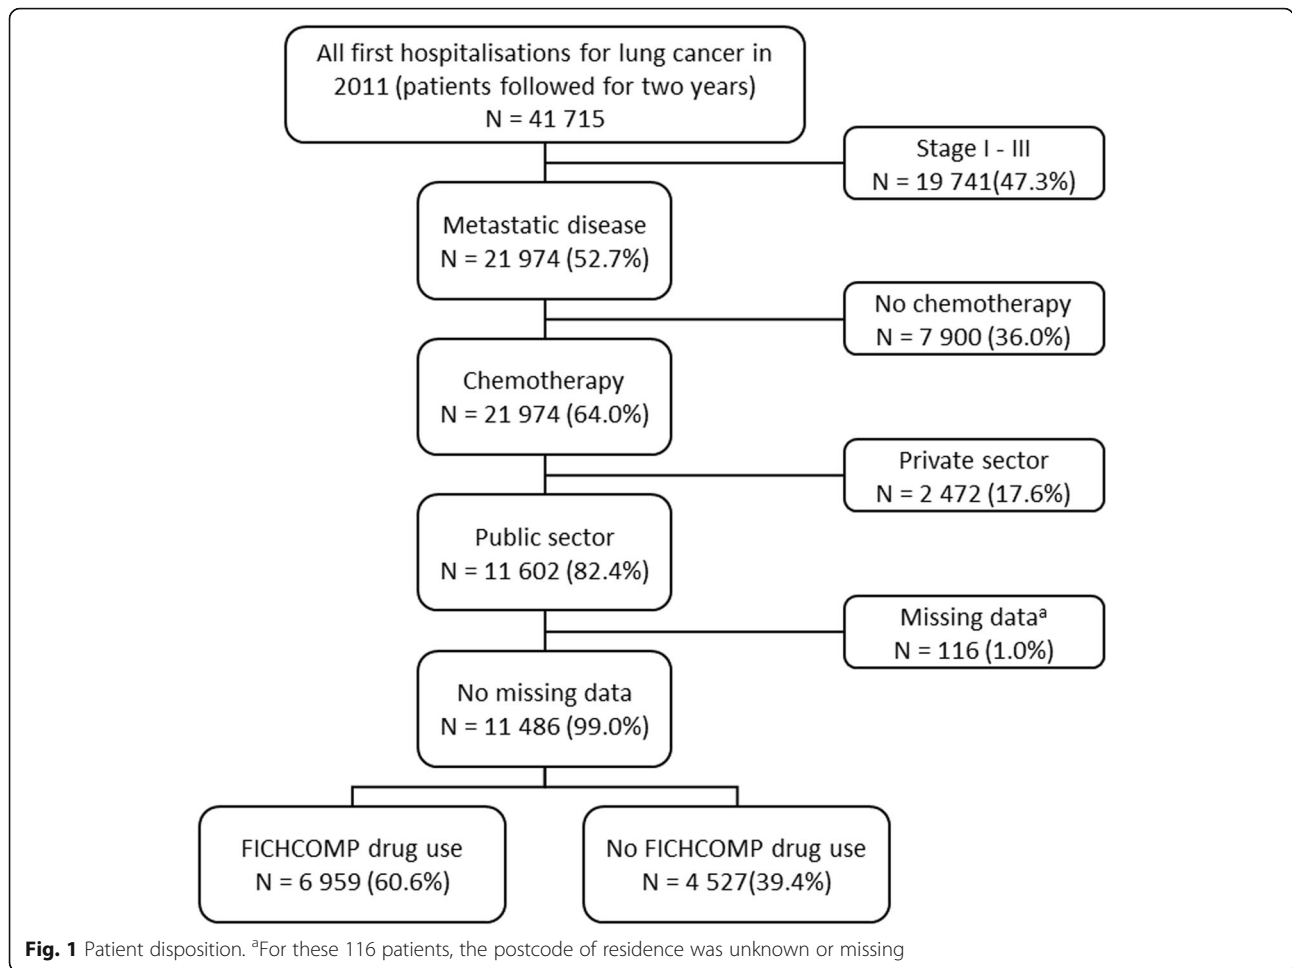 All first hospitalisations for lung cancer in
2011 (patients followed for two years)
N = 41 715
Stage I - III
N = 19 741(47.3%)
Metastatic disease
N = 21 974 (52.7%)
No chemotherapy
N = 7 900 (36.0%)
Chemotherapy
N = 21 974 (64.0%)
Private sector
N = 2 472 (17.6%)
Public sector
N = 11 602 (82.4%)
Missing dataᵃ
N = 116 (1.0%)
No missing data
N = 11 486 (99.0%)
FICHCOMP drug use
N = 6 959 (60.6%)
No FICHCOMP drug use
N = 4 527(39.4%)
Fig. 1 Patient disposition. ᵃFor these 116 patients, the postcode of residence was unknown or missing